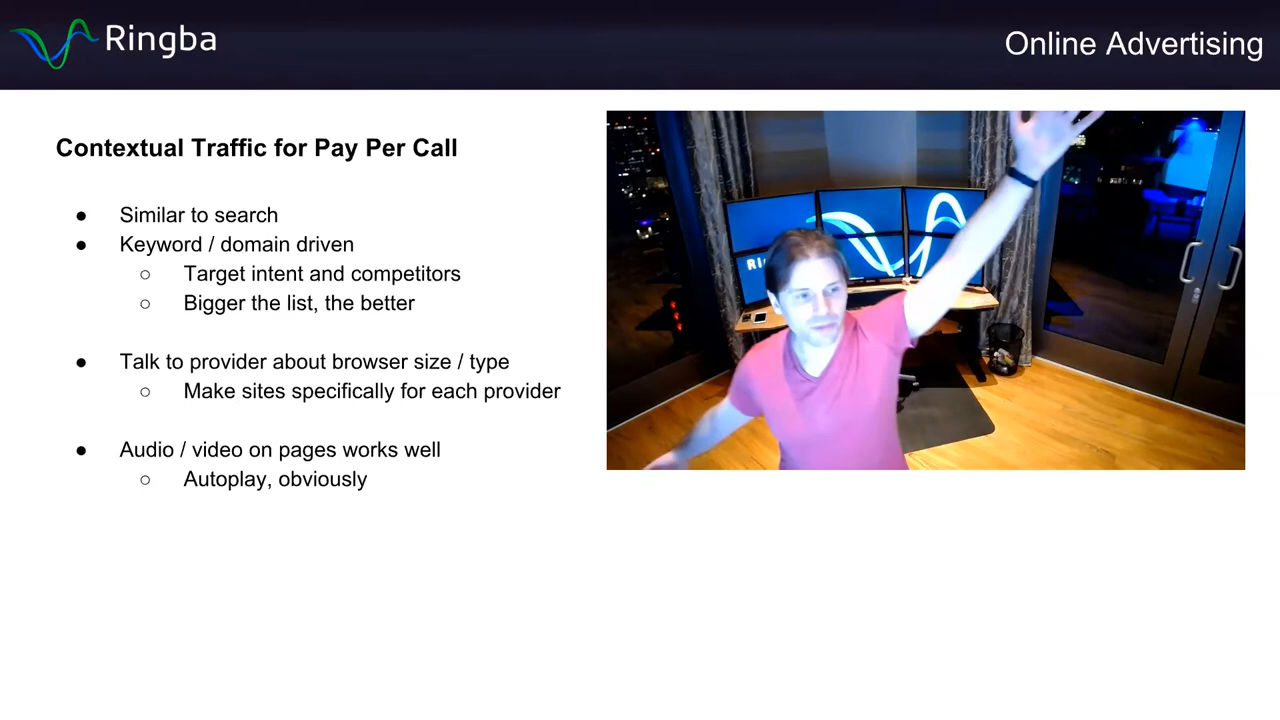 Ringba
Online Advertising
Contextual Traffic for Pay Per Call
● Similar to search
● Keyword / domain driven
○ Target intent and competitors
○ Bigger the list, the better
● Talk to provider about browser size / type
○ Make sites specifically for each provider
● Audio / video on pages works well
○ Autoplay, obviously